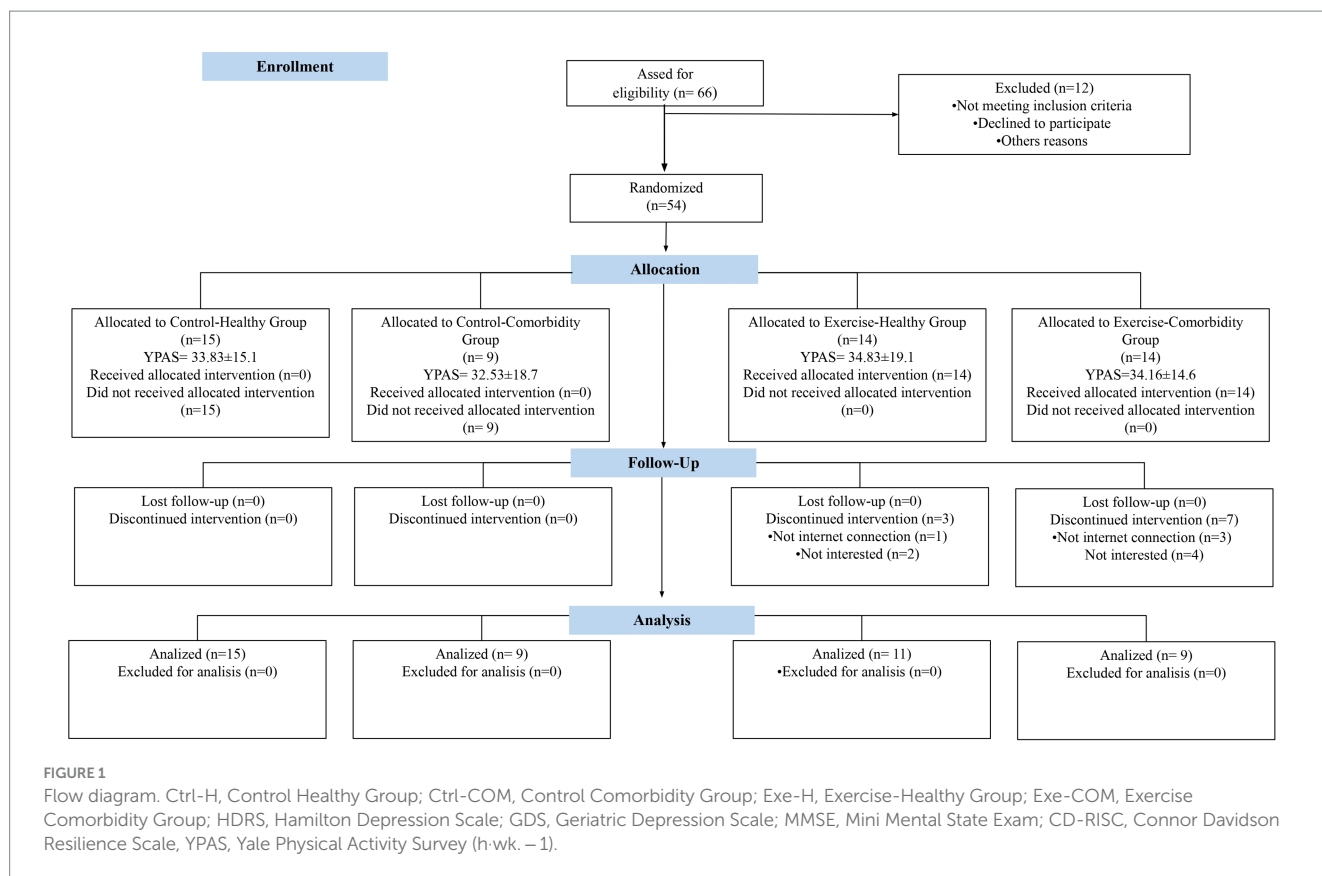 Enrollment
Assed for
eligibility (n= 66)
Excluded (n=12)
•Not meeting inclusion criteria
•Declined to participate
•Others reasons
Randomized
(n=54)
Allocation
Allocated to Control-Healthy Group
(n=15)
YPAS= 33.83±15.1
Received allocated intervention (n=0)
Did not received allocated intervention
(n=15)
Allocated to Control-Comorbidity
Group
(n= 9)
YPAS= 32.53±18.7
Received allocated intervention (n=0)
Did not received allocated intervention
(n= 9)
Allocated to Exercise-Healthy Group
(n=14)
YPAS= 34.83±19.1
Received allocated intervention (n=14)
Did not received allocated intervention
(n=0)
Allocated to Exercise-Comorbidity
Group
(n=14)
YPAS=34.16±14.6
Received allocated intervention (n=14)
Did not received allocated intervention
(n=0)
Follow-Up
Lost follow-up (n=0)
Discontinued intervention (n=0)
Lost follow-up (n=0)
Discontinued intervention (n=0)
Lost follow-up (n=0)
Discontinued intervention (n=3)
•Not internet connection (n=1)
•Not interested (n=2)
Lost follow-up (n=0)
Discontinued intervention (n=7)
•Not internet connection (n=3)
Not interested (n=4)
Analysis
Analized (n=15)
Excluded for analisis (n=0)
Analized (n= 9)
Excluded for analisis (n=0)
Analized (n= 11)
•Excluded for analisis (n=0)
Analized (n= 9)
Excluded for analisis (n=0)
FIGURE 1
Flow diagram. Ctrl-H, Control Healthy Group; Ctrl-COM, Control Comorbidity Group; Exe-H, Exercise-Healthy Group; Exe-COM, Exercise
Comorbidity Group; HDRS, Hamilton Depression Scale; GDS, Geriatric Depression Scale; MMSE, Mini Mental State Exam; CD-RISC, Connor Davidson
Resilience Scale, YPAS, Yale Physical Activity Survey (h·wk. – 1).